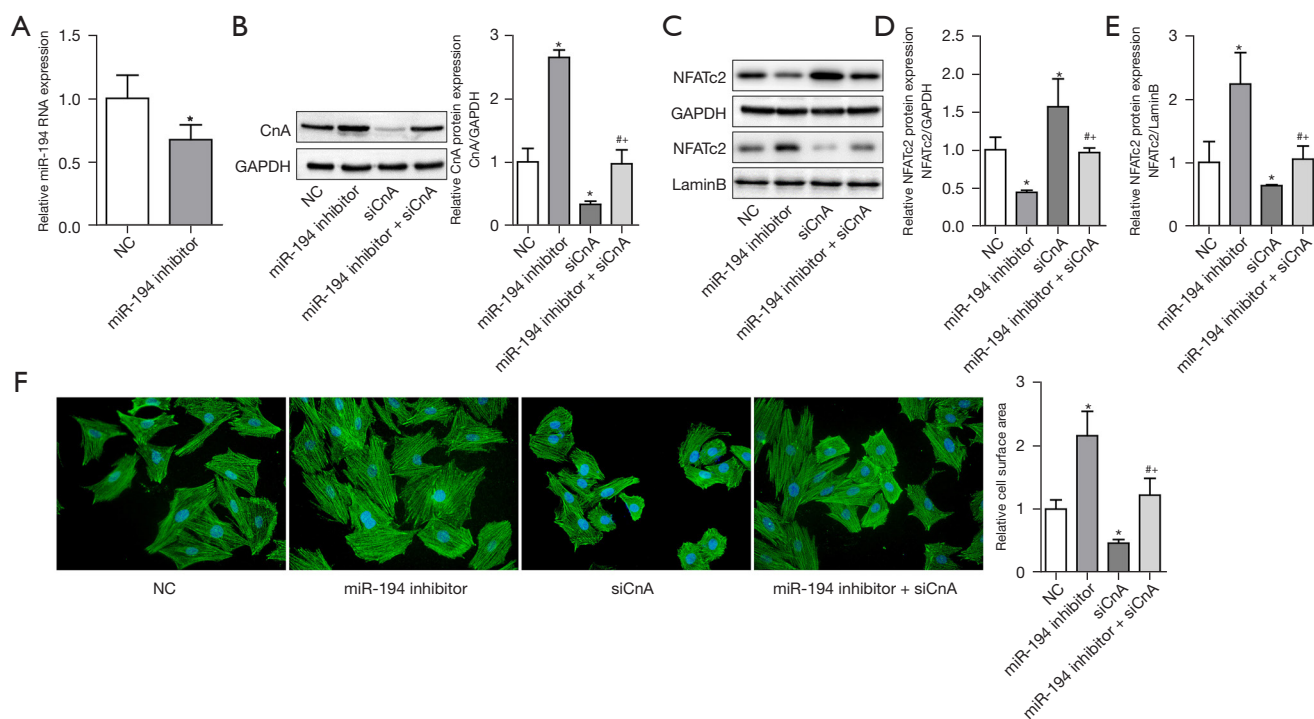 A
Relative miR-194 RNA expression
1.5
1.0
0.5
0.0
*
NC
miR-194 inhibitor
B
CnA
GAPDH
NC
miR-194 inhibitor
siCnA
miR-194 inhibitor + siCnA
Relative CnA protein expression
CnA/GAPDH
3
2
1
0
*
*
#+
NC
miR-194 inhibitor
siCnA
miR-194 inhibitor + siCnA
C
NFATc2
GAPDH
NFATc2
LaminB
NC
miR-194 inhibitor
siCnA
miR-194 inhibitor + siCnA
D
Relative NFATc2 protein expression
NFATc2/GAPDH
2.5
2.0
1.5
1.0
0.5
0.0
*
*
#+
NC
miR-194 inhibitor
siCnA
miR-194 inhibitor + siCnA
E
Relative NFATc2 protein expression
NFATc2/LaminB
3
2
1
0
*
*
#+
NC
miR-194 inhibitor
siCnA
miR-194 inhibitor + siCnA
F
NC
miR-194 inhibitor
siCnA
miR-194 inhibitor + siCnA
Relative cell surface area
3
2
1
0
*
*
#+
NC
miR-194 inhibitor
siCnA
miR-194 inhibitor + siCnA